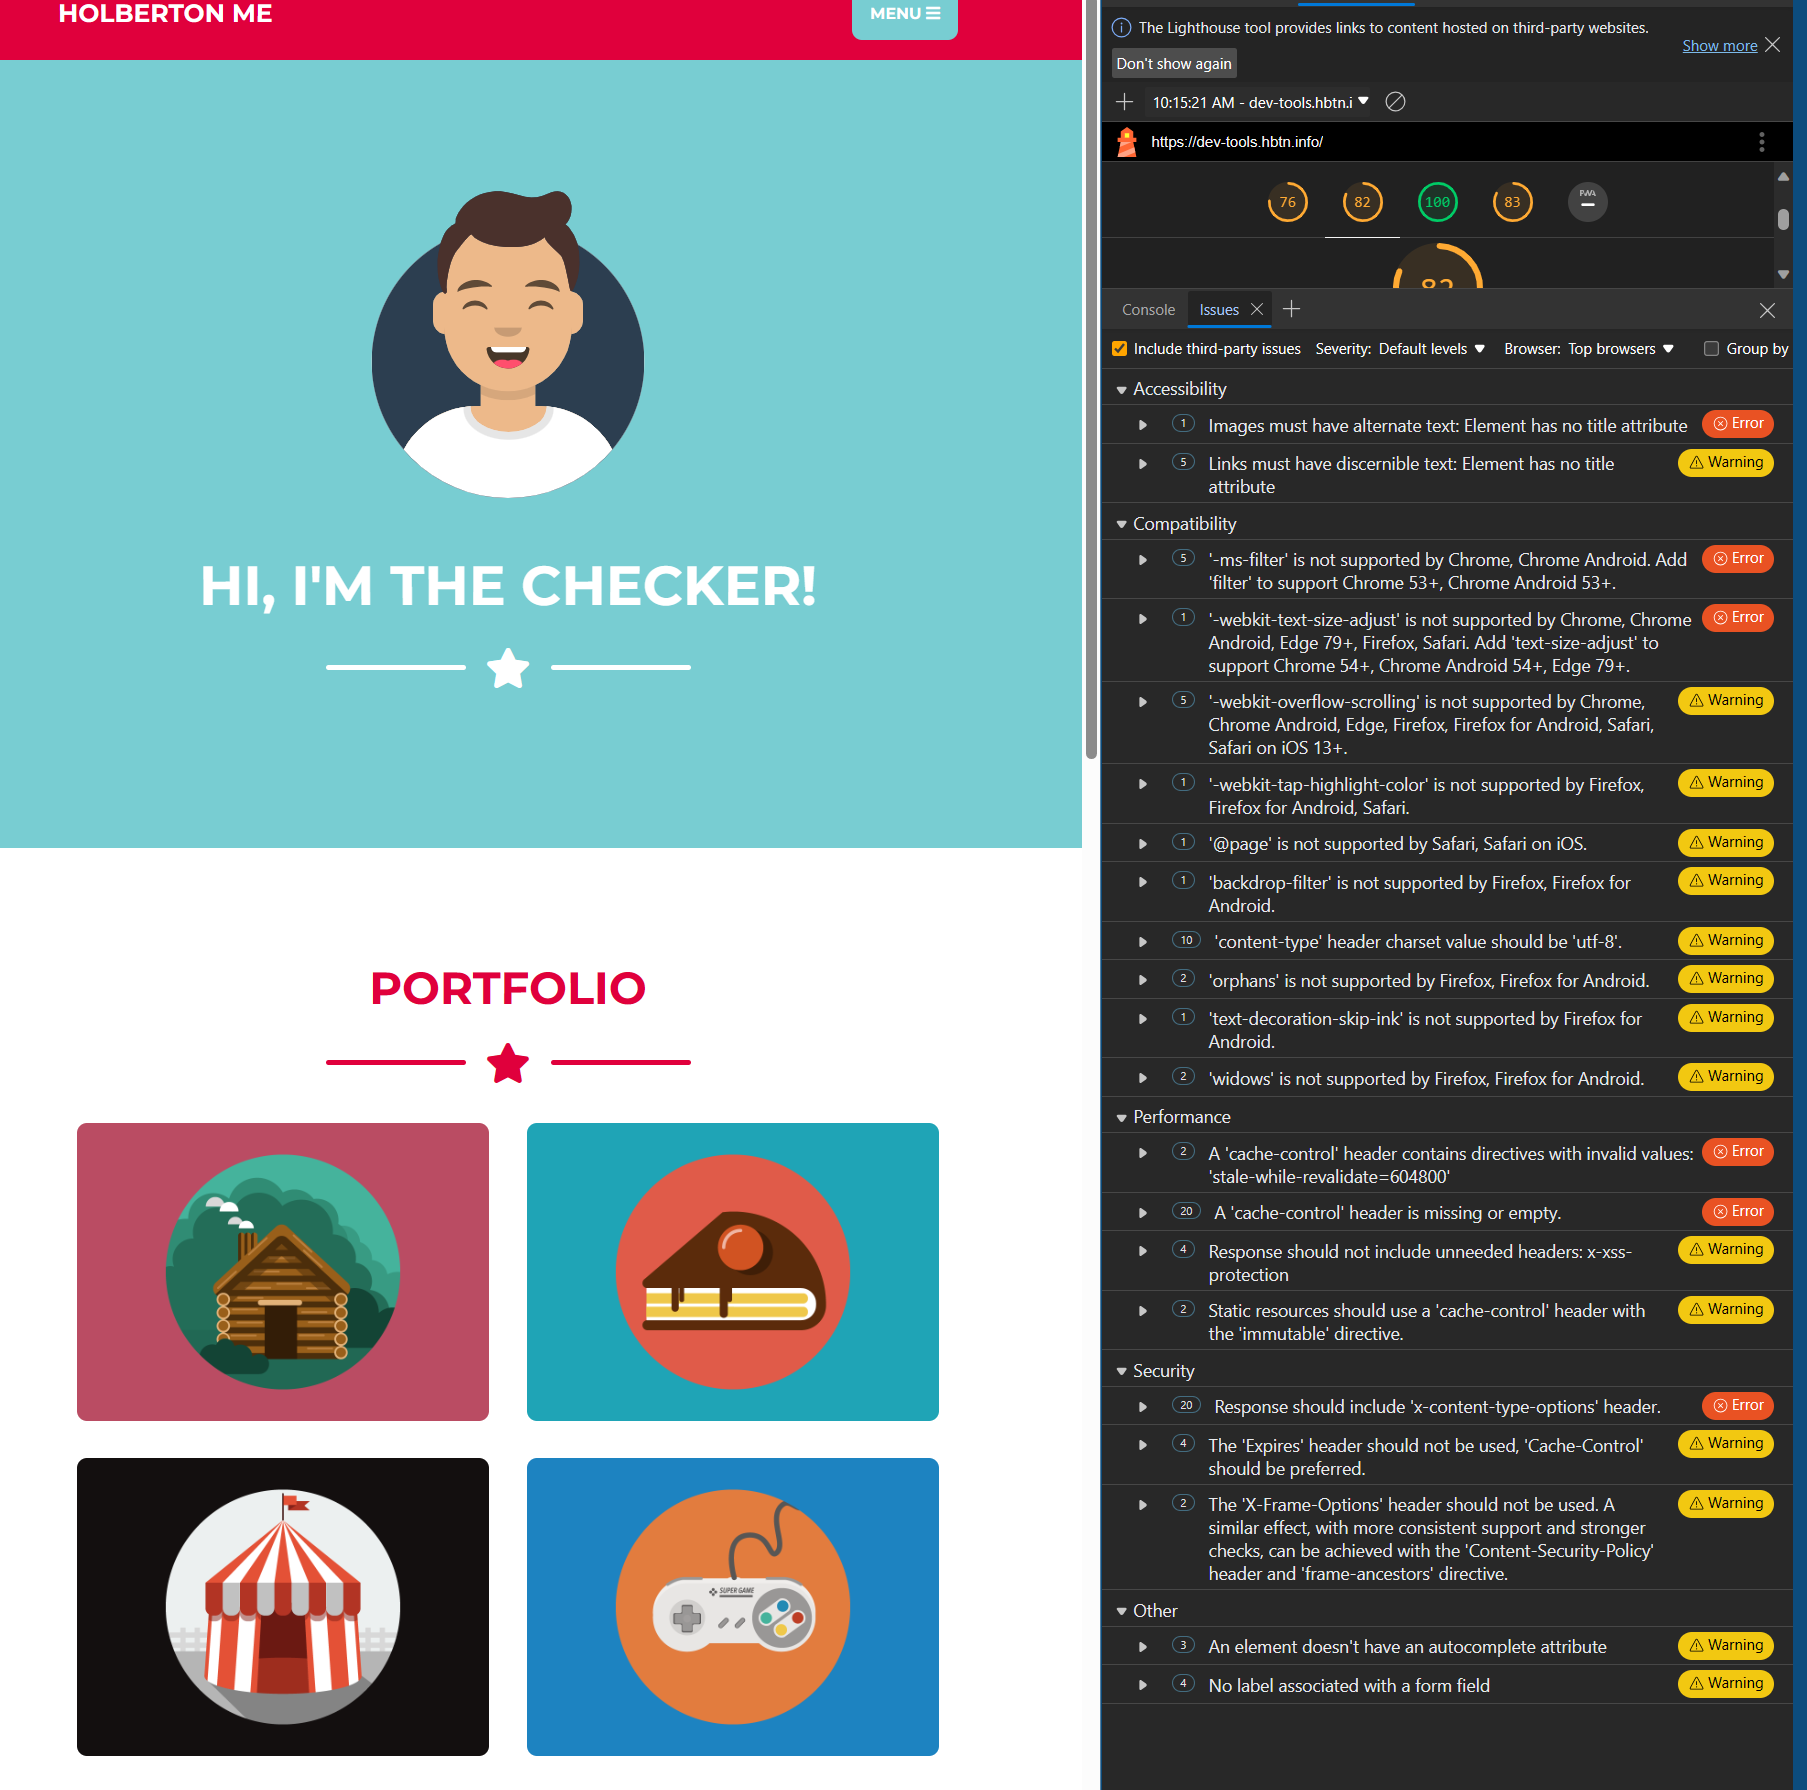 HOLBERTON ME
MENU
HI, I'M THE CHECKER!
PORTFOLIO
SUPER GAME
The Lighthouse tool provides links to content hosted on third-party websites.
Show more
Don't show again
10:15:21 AM - dev-tools.hbtn.i
https://dev-tools.hbtn.info/
76 82 100 83 PWA
82
Console Issues
Include third-party issues Severity: Default levels Browser: Top browsers Group by
Accessibility
1 Images must have alternate text: Element has no title attribute Error
5 Links must have discernible text: Element has no title Warning
attribute
Compatibility
5 '-ms-filter' is not supported by Chrome, Chrome Android. Add Error
'filter' to support Chrome 53+, Chrome Android 53+.
1 '-webkit-text-size-adjust' is not supported by Chrome, Chrome Error
Android, Edge 79+, Firefox, Safari. Add 'text-size-adjust' to
support Chrome 54+, Chrome Android 54+, Edge 79+.
5 '-webkit-overflow-scrolling' is not supported by Chrome, Warning
Chrome Android, Edge, Firefox, Firefox for Android, Safari,
Safari on iOS 13+.
1 '-webkit-tap-highlight-color' is not supported by Firefox, Warning
Firefox for Android, Safari.
1 '@page' is not supported by Safari, Safari on iOS. Warning
1 'backdrop-filter' is not supported by Firefox, Firefox for Warning
Android.
10 'content-type' header charset value should be 'utf-8'. Warning
2 'orphans' is not supported by Firefox, Firefox for Android. Warning
1 'text-decoration-skip-ink' is not supported by Firefox for Warning
Android.
2 'widows' is not supported by Firefox, Firefox for Android. Warning
Performance
2 A 'cache-control' header contains directives with invalid values: Error
'stale-while-revalidate=604800'
20 A 'cache-control' header is missing or empty. Error
4 Response should not include unneeded headers: x-xss- Warning
protection
2 Static resources should use a 'cache-control' header with Warning
the 'immutable' directive.
Security
20 Response should include 'x-content-type-options' header. Error
4 The 'Expires' header should not be used, 'Cache-Control' Warning
should be preferred.
2 The 'X-Frame-Options' header should not be used. A Warning
similar effect, with more consistent support and stronger
checks, can be achieved with the 'Content-Security-Policy'
header and 'frame-ancestors' directive.
Other
3 An element doesn't have an autocomplete attribute Warning
4 No label associated with a form field Warning